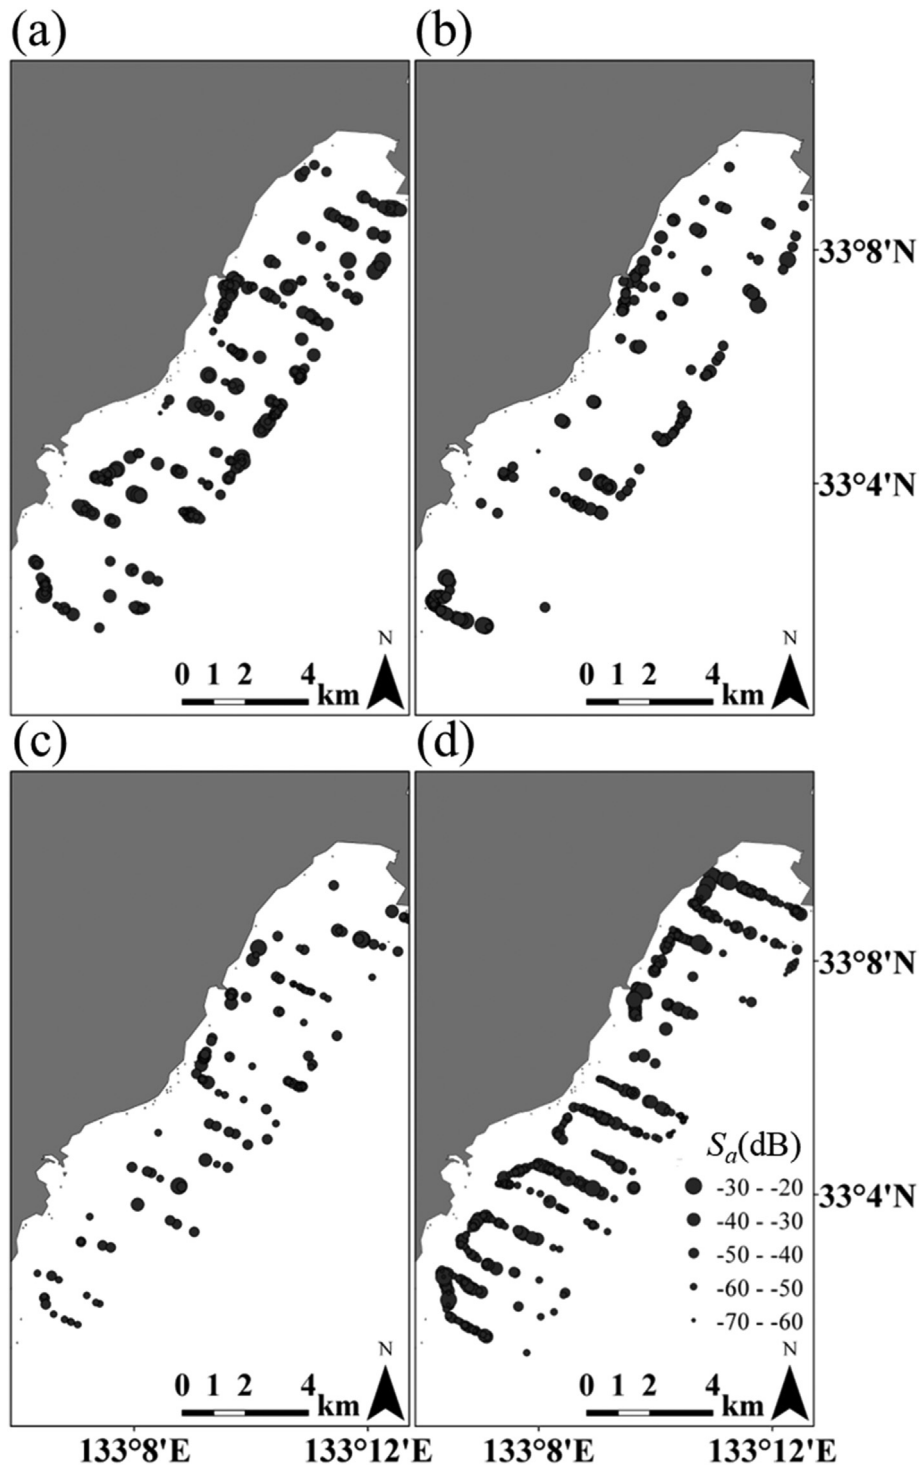 (a) (b)
33°8'N
33°4'N
N N
0 1 2 4 0 1 2 4
km km
(c) (d)
33°8'N
Sa(dB)
-30 - -20
33°4'N
-40 - -30
-50 - -40
-60 - -50
-70 - -60
N N
0 1 2 4 0 1 2 4
km km
133°8'E 133°12'E 133°8'E 133°12'E